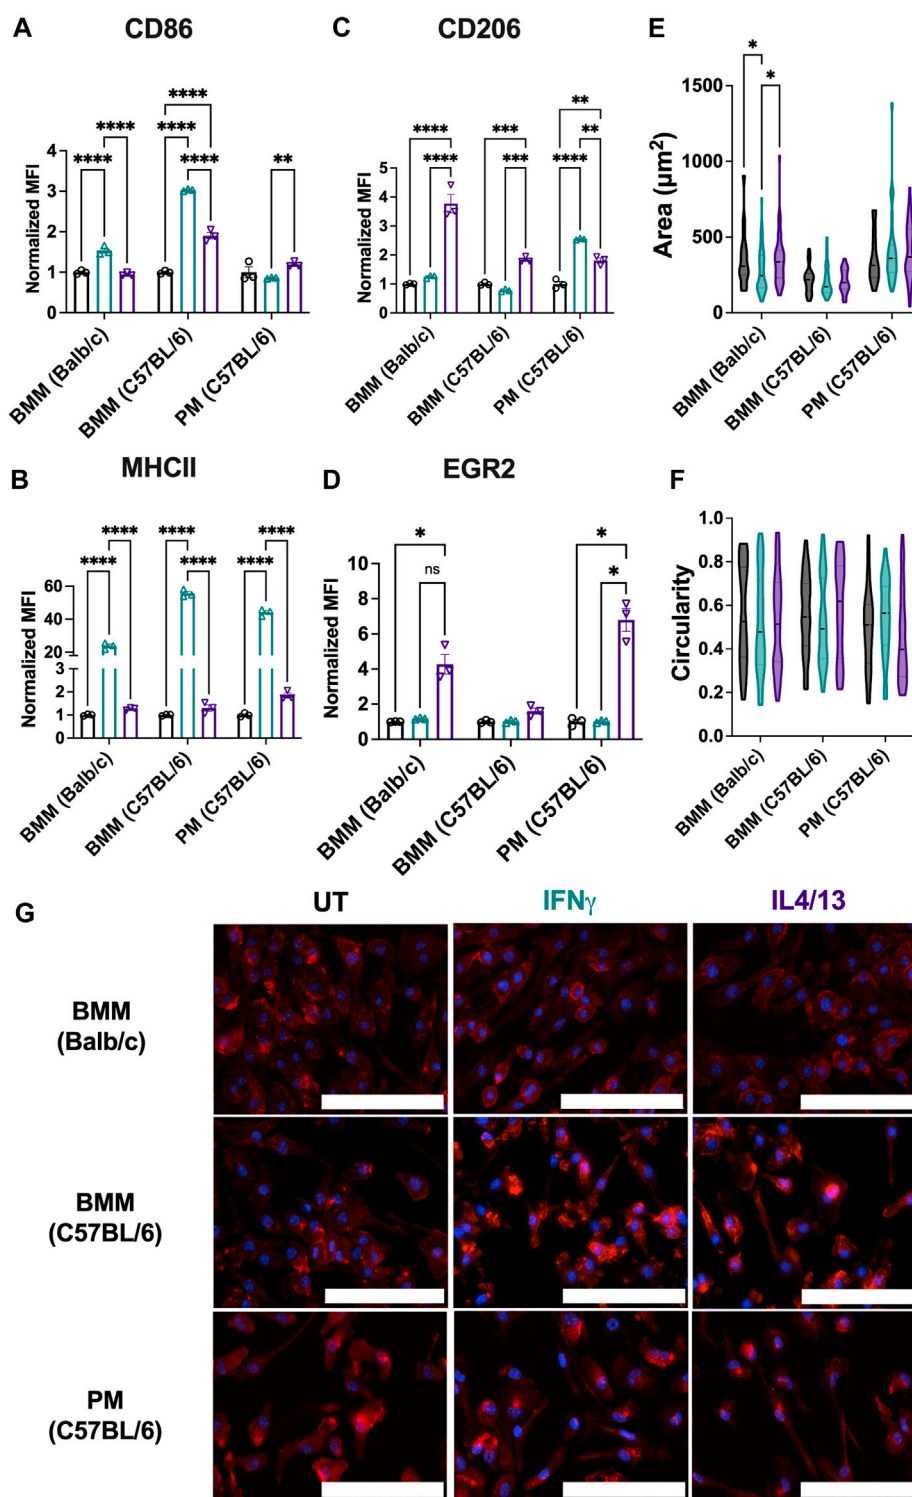 A
CD86
Normalized MFI
4
3
2
1
0
**** ****
**** **** ****
**
BMM (Balb/c)
BMM (C57BL/6)
PM (C57BL/6)
C
CD206
Normalized MFI
5
4
3
2
1
0
**** ****
*** ***
** ** ****
BMM (Balb/c)
BMM (C57BL/6)
PM (C57BL/6)
E
Area (µm²)
1500
1000
500
0
* *
BMM (Balb/c)
BMM (C57BL/6)
PM (C57BL/6)
B
MHCII
Normalized MFI
60
40
20
3
2
1
0
**** ****
**** ****
**** ****
BMM (Balb/c)
BMM (C57BL/6)
PM (C57BL/6)
D
EGR2
Normalized MFI
10
8
6
4
2
0
*
ns
*
*
BMM (Balb/c)
BMM (C57BL/6)
PM (C57BL/6)
F
Circularity
1.0
0.8
0.6
0.4
0.2
0.0
BMM (Balb/c)
BMM (C57BL/6)
PM (C57BL/6)
G
UT IFNγ IL4/13
BMM
(Balb/c)
BMM
(C57BL/6)
PM
(C57BL/6)